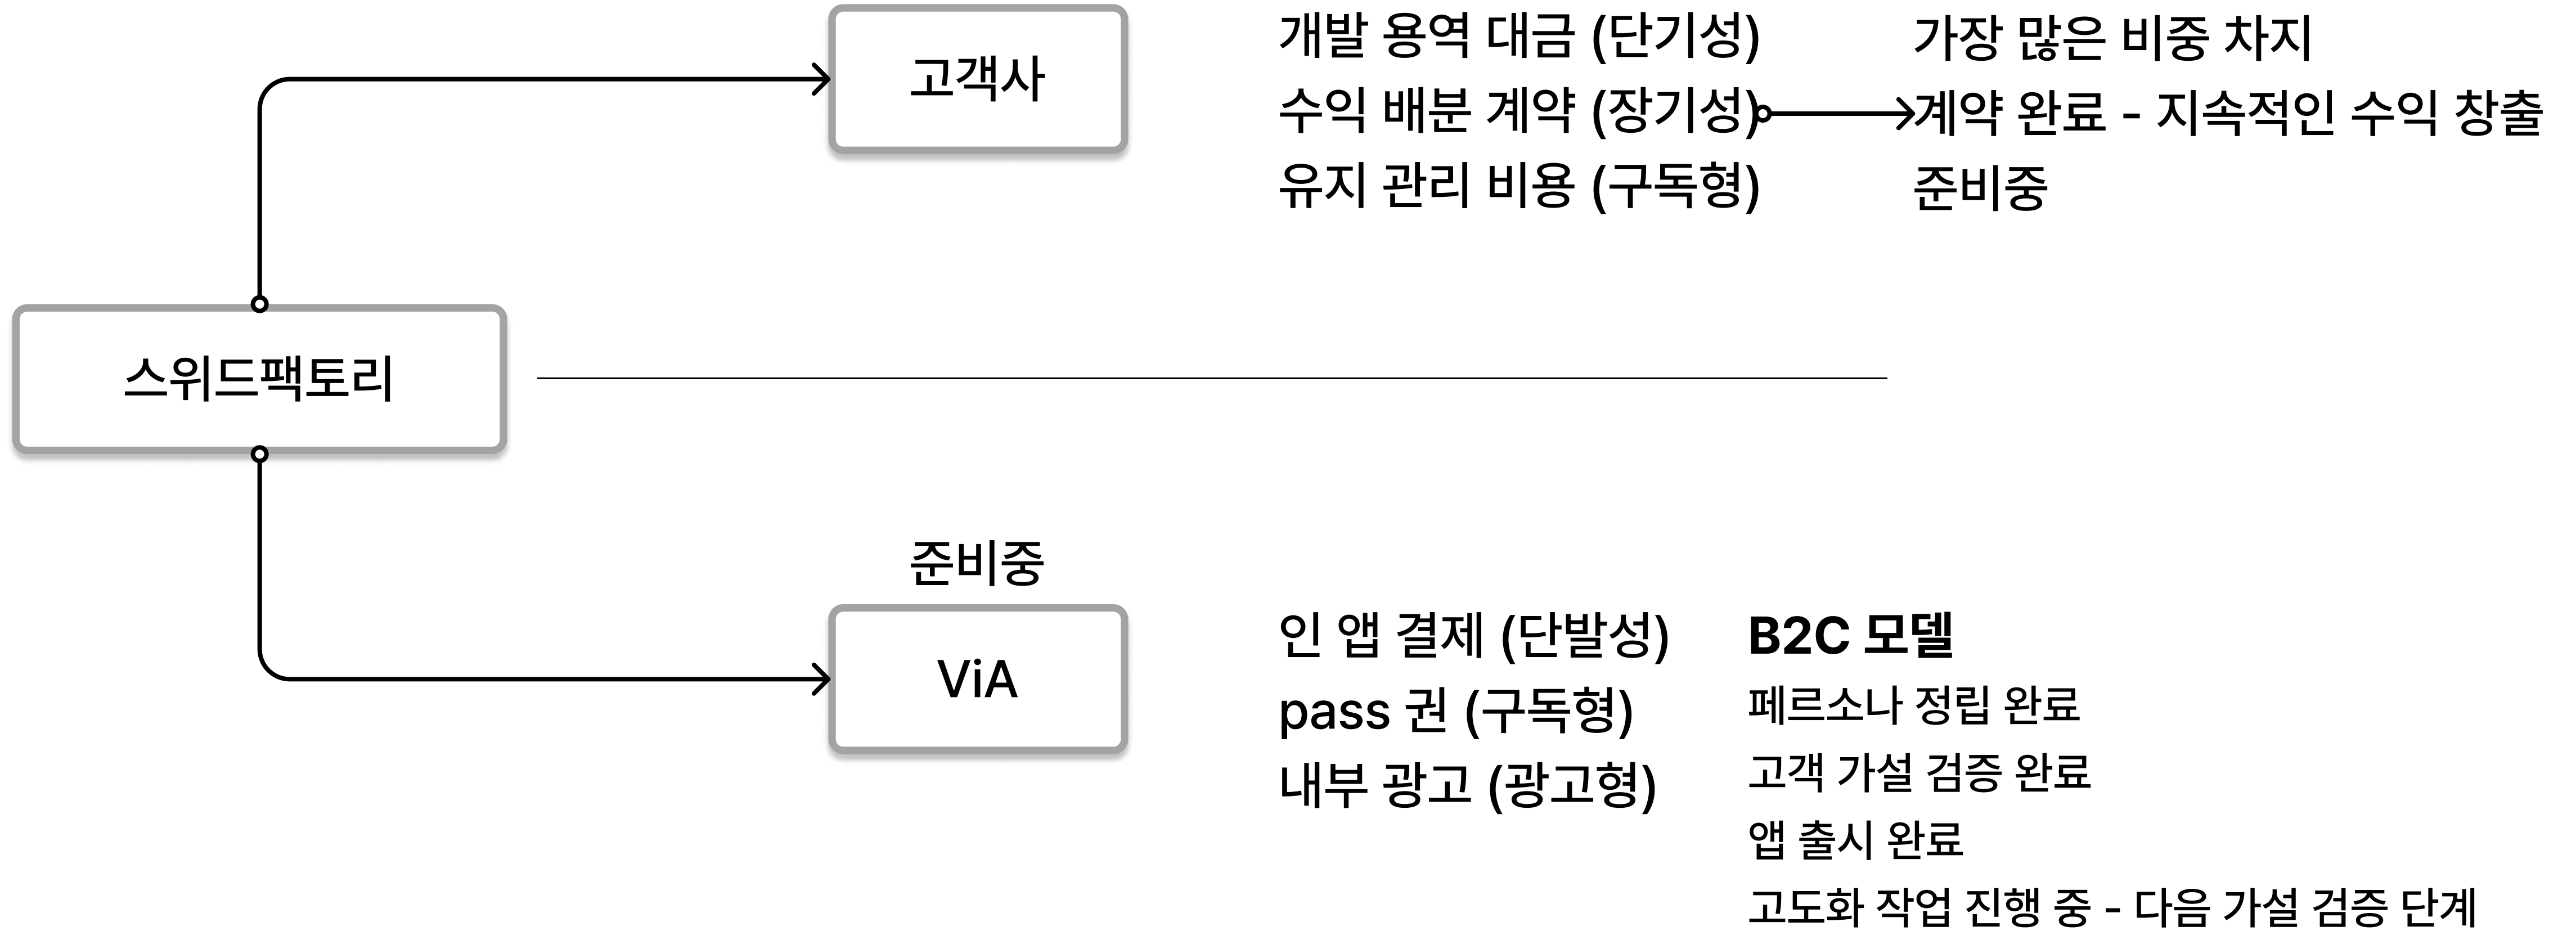 고객사
개발 용역 대금 (단기성)
가장 많은 비중 차지
수익 배분 계약 (장기성)
계약 완료 - 지속적인 수익 창출
유지 관리 비용 (구독형)
준비중
스위드팩토리
준비중
ViA
인 앱 결제 (단발성)
pass 권 (구독형)
내부 광고 (광고형)
B2C 모델
페르소나 정립 완료
고객 가설 검증 완료
앱 출시 완료
고도화 작업 진행 중 - 다음 가설 검증 단계